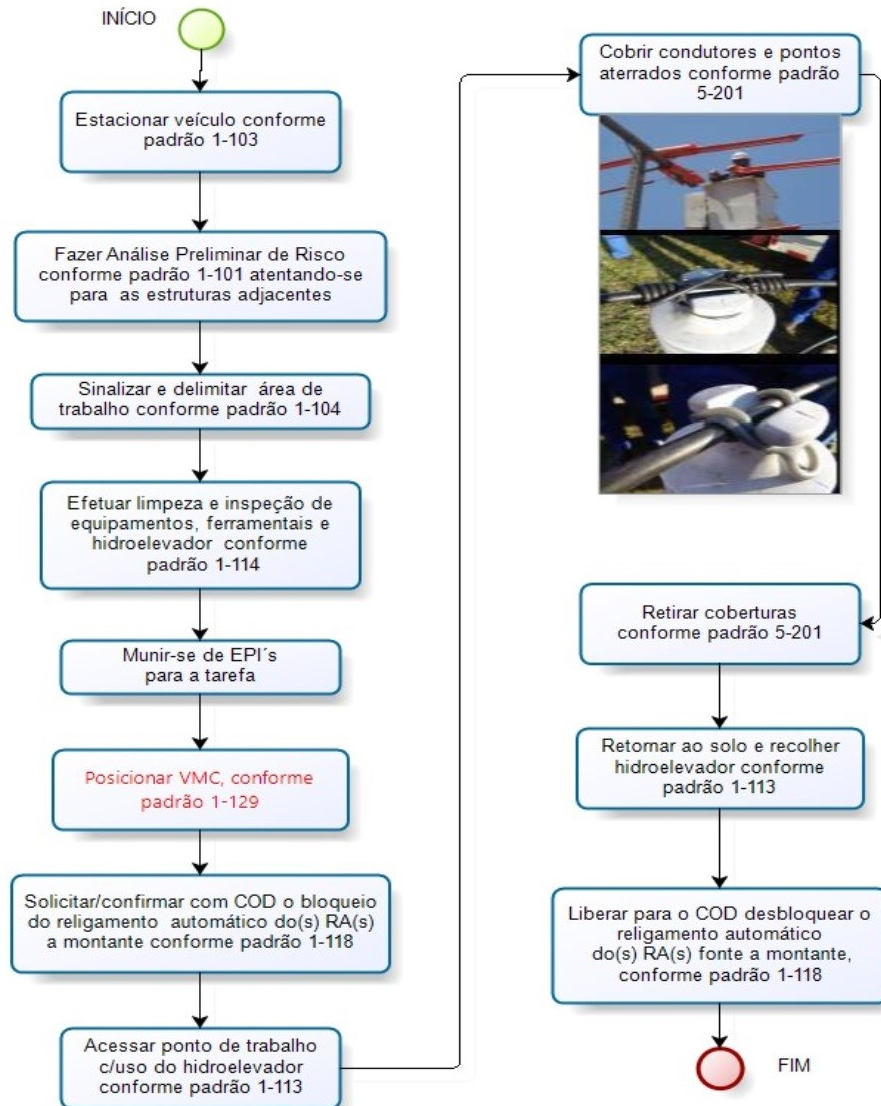 INÍCIO
Estacionar veículo conforme
padrão 1-103
Fazer Análise Preliminar de Risco
conforme padrão 1-101 atentando-se
para as estruturas adjacentes
Sinalizar e delimitar área de
trabalho conforme padrão 1-104
Efetuar limpeza e inspeção de
equipamentos, ferramentais e
hidroelevador conforme
padrão 1-114
Munir-se de EPI´s
para a tarefa
Posicionar VMC, conforme
padrão 1-129
Solicitar/confirmar com COD o bloqueio
do religamento automático do(s) RA(s)
a montante conforme padrão 1-118
Acessar ponto de trabalho
c/uso do hidroelevador
conforme padrão 1-113
Cobrir condutores e pontos
aterrados conforme padrão
5-201
Retirar coberturas
conforme padrão 5-201
Retornar ao solo e recolher
hidroelevador conforme
padrão 1-113
Liberar para o COD desbloquear o
religamento automático
do(s) RA(s) fonte a montante,
conforme padrão 1-118
FIM